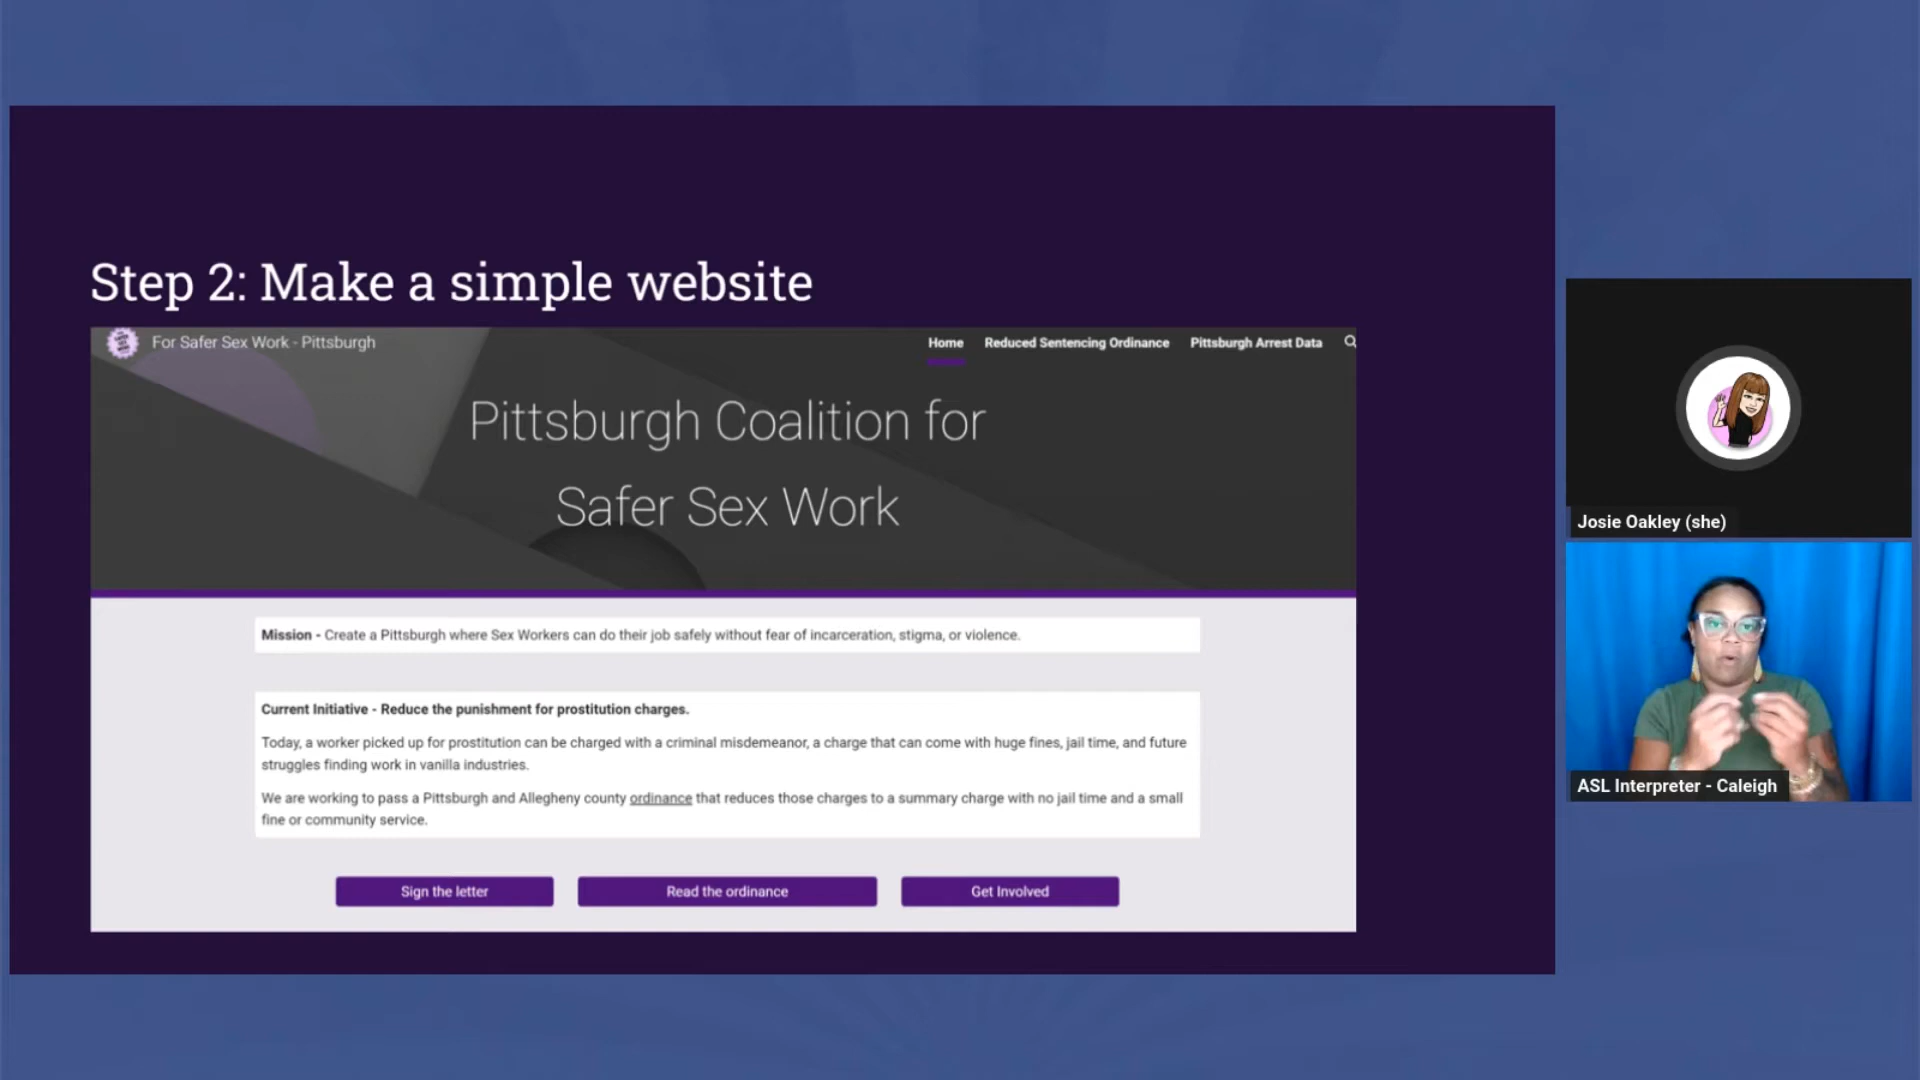 Step 2: Make a simple website
For Safer Sex Work - Pittsburgh
Home
Reduced Sentencing Ordinance
Pittsburgh Arrest Data
Pittsburgh Coalition for
Safer Sex Work
Mission - Create a Pittsburgh where Sex Workers can do their job safely without fear of incarceration, stigma, or violence.
Current Initiative - Reduce the punishment for prostitution charges.
Today, a worker picked up for prostitution can be charged with a criminal misdemeanor, a charge that can come with huge fines, jail time, and future
struggles finding work in vanilla industries.
We are working to pass a Pittsburgh and Allegheny county ordinance that reduces those charges to a summary charge with no jail time and a small
fine or community service.
Sign the letter
Read the ordinance
Get Involved
Josie Oakley (she)
ASL Interpreter - Caleigh